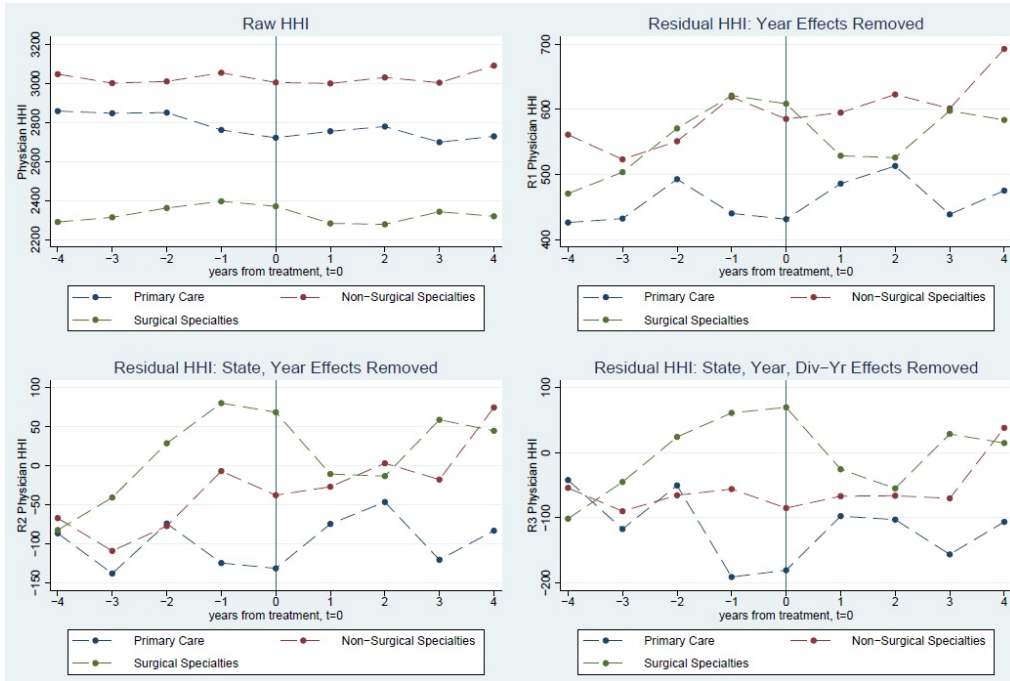 Raw HHI
Physician HHI
3200
3000
2800
2600
2400
2200
−4 −3 −2 −1 0 1 2 3 4
years from treatment, t=0
Primary Care
Non−Surgical Specialties
Surgical Specialties
Residual HHI: Year Effects Removed
R1 Physician HHI
700
600
500
400
−4 −3 −2 −1 0 1 2 3 4
years from treatment, t=0
Primary Care
Non−Surgical Specialties
Surgical Specialties
Residual HHI: State, Year Effects Removed
R2 Physician HHI
100
50
0
−50
−100
−150
−4 −3 −2 −1 0 1 2 3 4
years from treatment, t=0
Primary Care
Non−Surgical Specialties
Surgical Specialties
Residual HHI: State, Year, Div−Yr Effects Removed
R3 Physician HHI
100
0
−100
−200
−4 −3 −2 −1 0 1 2 3 4
years from treatment, t=0
Primary Care
Non−Surgical Specialties
Surgical Specialties